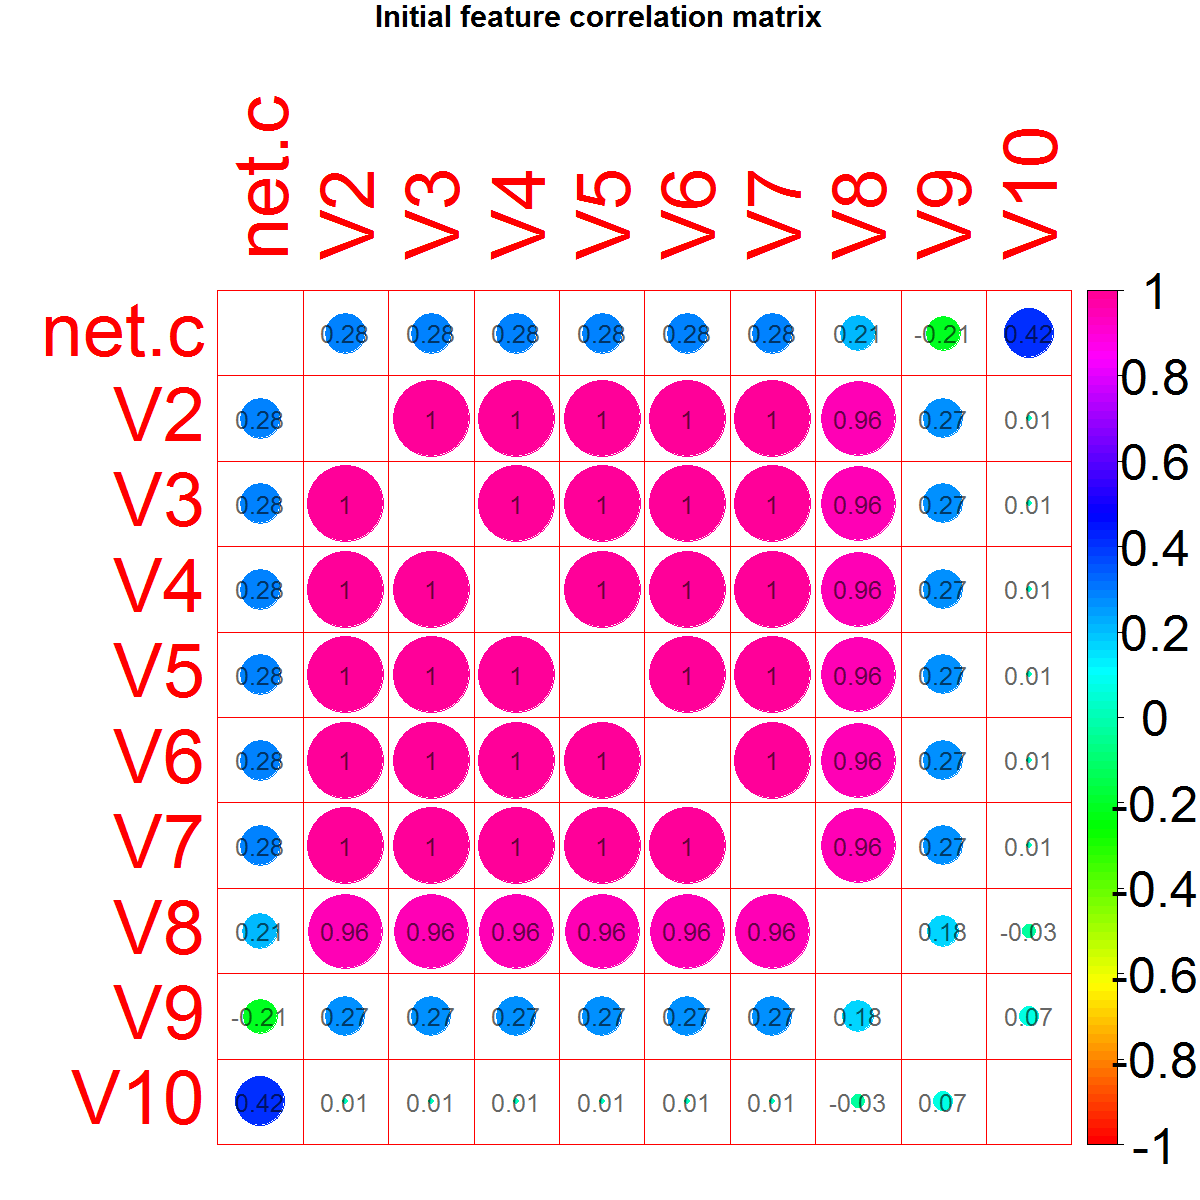 Initial feature correlation matrix
net.c V2 V3 V4 V5 V6 V7 V8 V9 V10
net.c 0.28 0.28 0.28 0.28 0.28 0.28 0.21 -0.21 0.42
V2 0.28 1 1 1 1 1 0.96 0.27 0.01
V3 0.28 1 1 1 1 1 0.96 0.27 0.01
V4 0.28 1 1 1 1 1 0.96 0.27 0.01
V5 0.28 1 1 1 1 1 0.96 0.27 0.01
V6 0.28 1 1 1 1 1 0.96 0.27 0.01
V7 0.28 1 1 1 1 1 0.96 0.27 0.01
V8 0.21 0.96 0.96 0.96 0.96 0.96 0.96 0.18 -0.03
V9 -0.21 0.27 0.27 0.27 0.27 0.27 0.27 0.18 0.07
V10 0.42 0.01 0.01 0.01 0.01 0.01 0.01 -0.03 0.07
1
0.8
0.6
0.4
0.2
0
-0.2
-0.4
-0.6
-0.8
-1